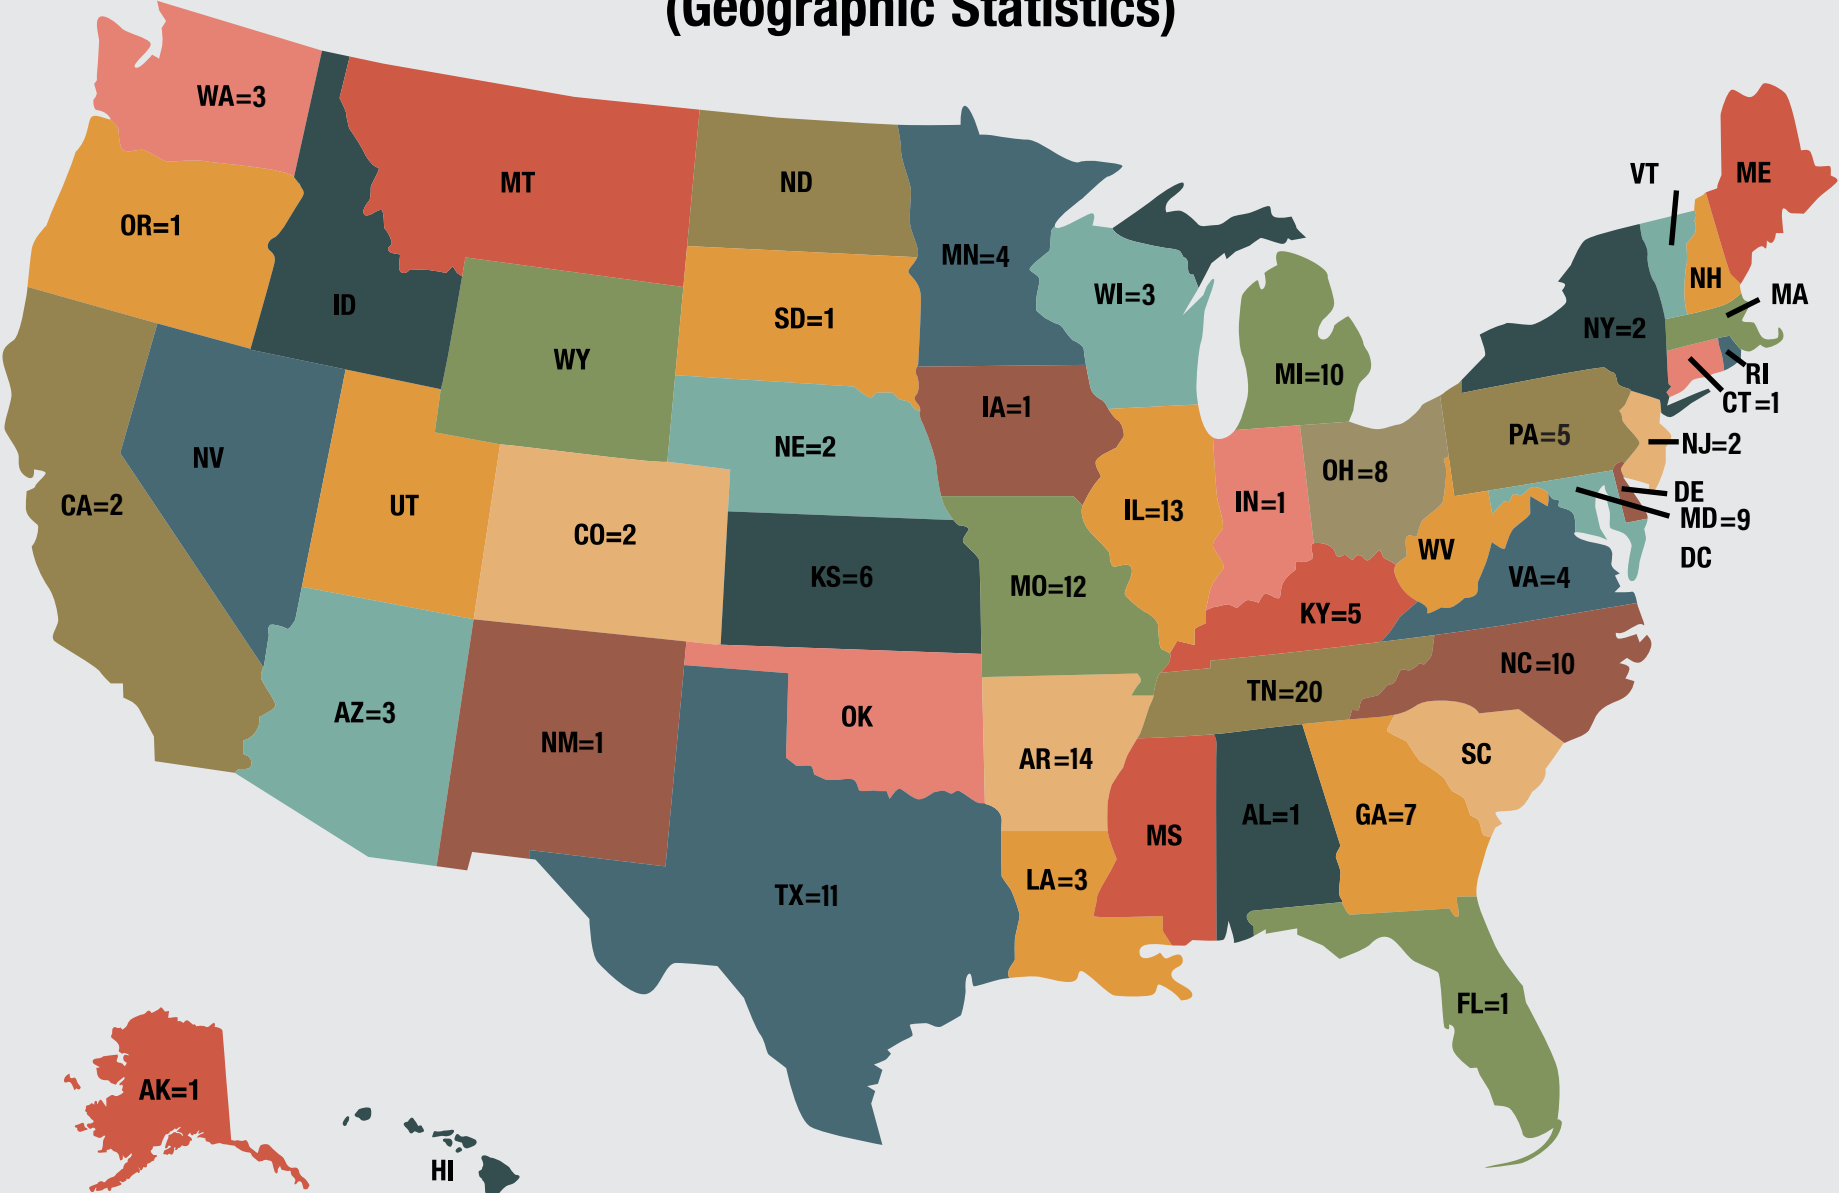 (Geographic Statistics)
WA=3
MT
ND
VT
ME
OR=1
MN=4
ID
WI=3
NH
MA
SD=1
NY=2
WY
MI=10
RI
CT=1
IA=1
NV
NE=2
PA=5
NJ=2
OH=8
CA=2
UT
CO=2
IL=13
IN=1
DE
MD=9
WV
DC
KS=6
MO=12
VA=4
KY=5
NC=10
TN=20
AZ=3
NM=1
OK
AR=14
SC
MS
AL=1
GA=7
LA=3
TX=11
FL=1
AK=1
HI